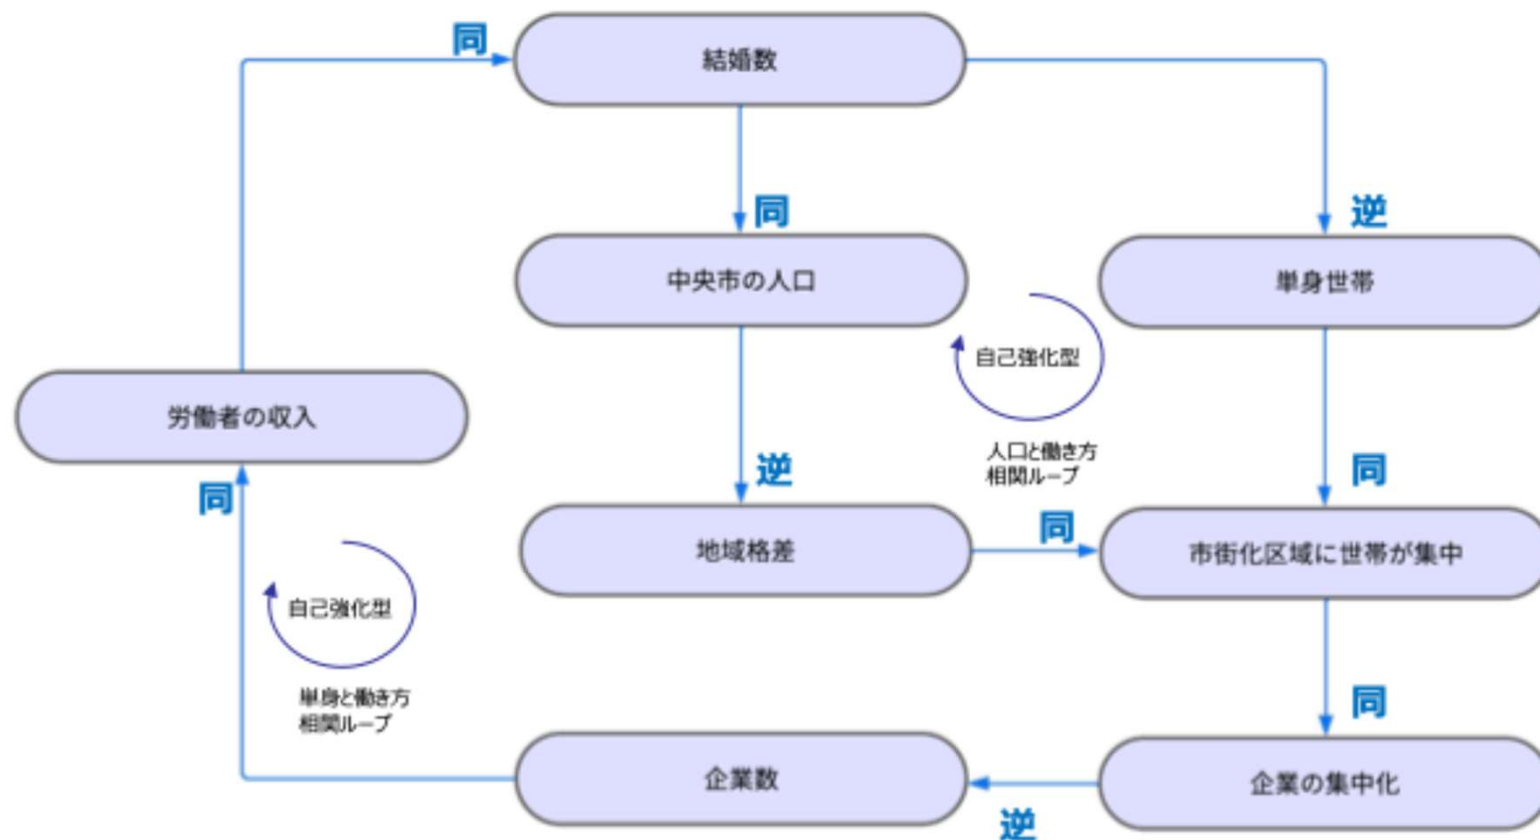 同
結婚数
同
逆
中央市の人口
単身世帯
自己強化型
労働者の収入
人口と働き方
相関ループ
逆
同
同
同
地域格差
市街化区域に世帯が集中
自己強化型
単身と働き方
相関ループ
同
企業数
企業の集中化
逆